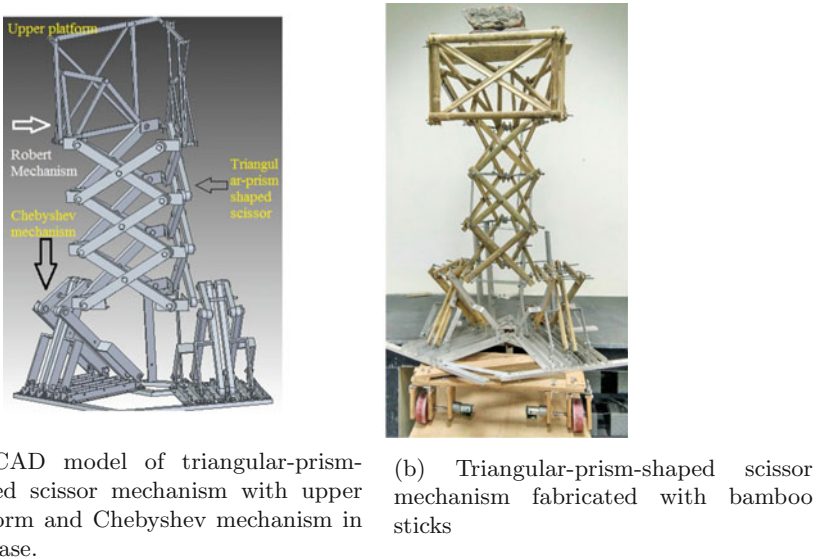 Upper platform
Robert
Mechanism
Triangul
ar-prism
shaped
scissor
Chebyshev
mechanism
CAD model of triangular-prism-
ed scissor mechanism with upper
orm and Chebyshev mechanism in
ase.
(b) Triangular-prism-shaped scissor
mechanism fabricated with bamboo
sticks